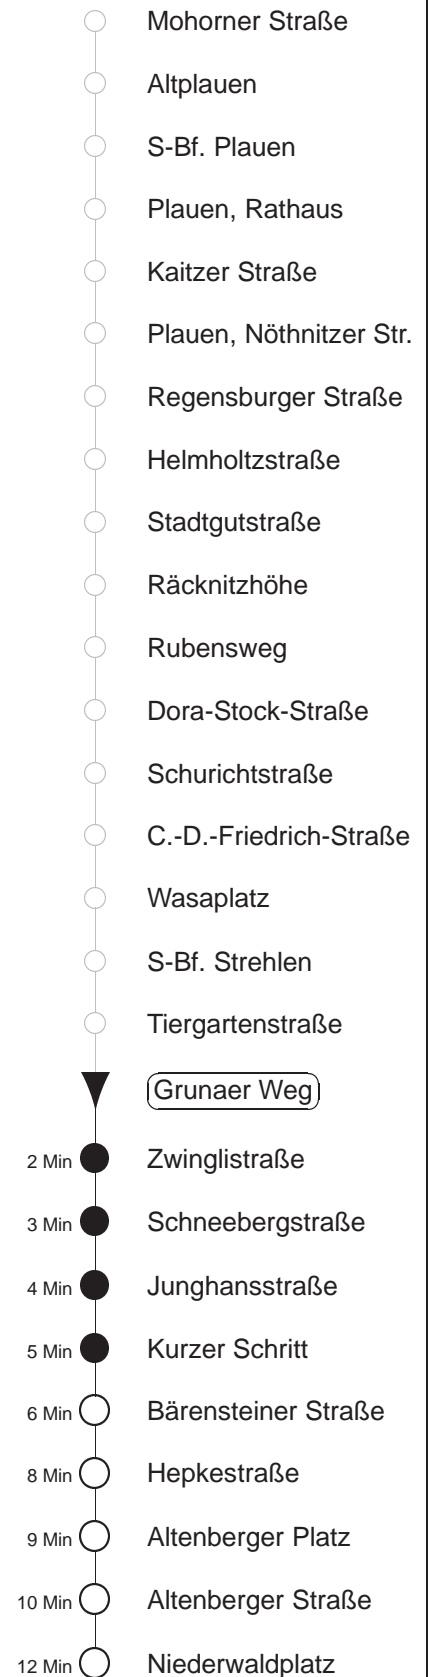 Mohorner Straße
Altplauen
S-Bf. Plauen
Plauen, Rathaus
Kaitzer Straße
Plauen, Nöthnitzer Str.
Regensburger Straße
Helmholtzstraße
Stadtgutstraße
Räcknitzhöhe
Rubensweg
Dora-Stock-Straße
Schurichtstraße
C.-D.-Friedrich-Straße
Wasaplatz
S-Bf. Strehlen
Tiergartenstraße
Grunaer Weg
2 Min Zwinglistraße
3 Min Schneebergstraße
4 Min Junghansstraße
5 Min Kurzer Schritt
6 Min Bärensteiner Straße
8 Min Hepkestraße
9 Min Altenberger Platz
10 Min Altenberger Straße
12 Min Niederwaldplatz